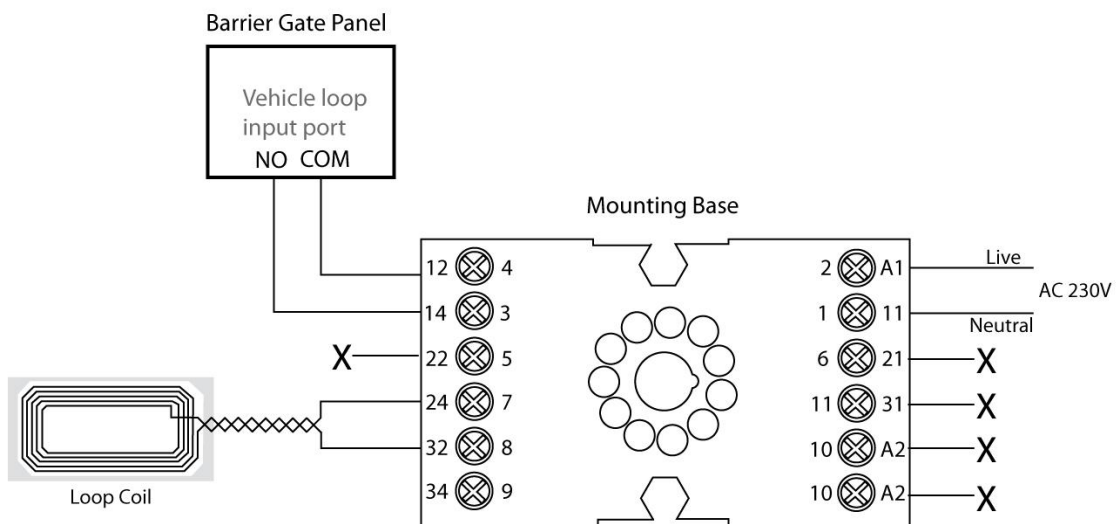 Barrier Gate Panel
Vehicle loop
input port
NO COM
Mounting Base
12 4 2 A1 Live
AC 230V
14 3 1 11 Neutral
X 22 5 6 21 X
24 7 11 31 X
32 8 10 A2 X
34 9 10 A2 X
Loop Coil